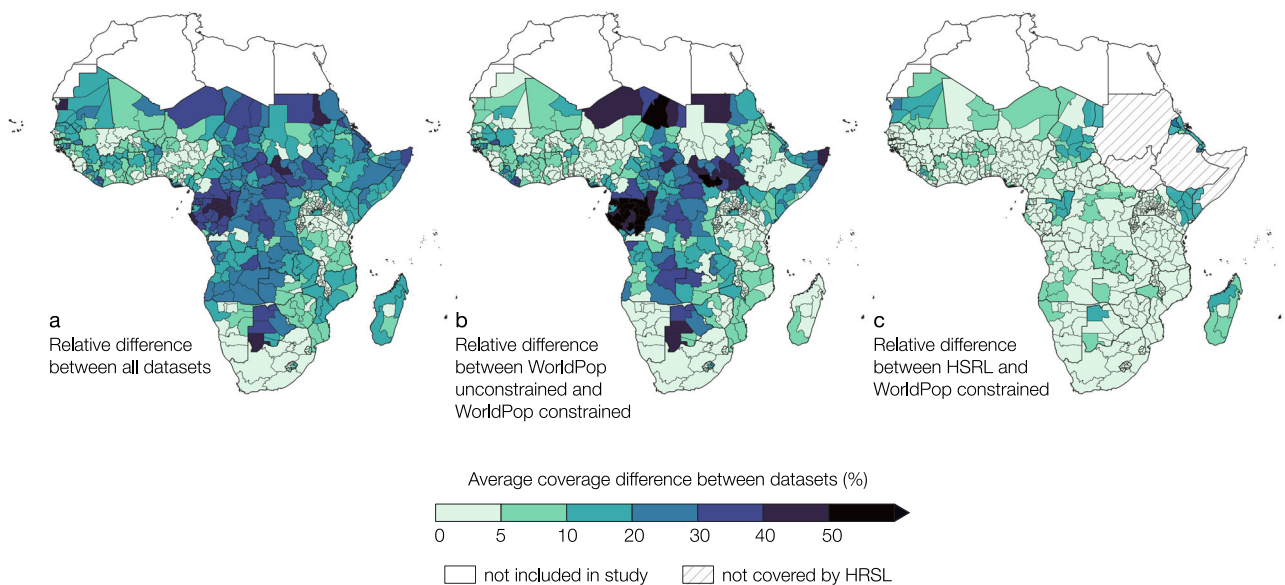 a
Relative difference
between all datasets
b
Relative difference
between WorldPop
unconstrained and
WorldPop constrained
c
Relative difference
between HSRL and
WorldPop constrained
Average coverage difference between datasets (%)
0 5 10 20 30 40 50
not included in study not covered by HRSL